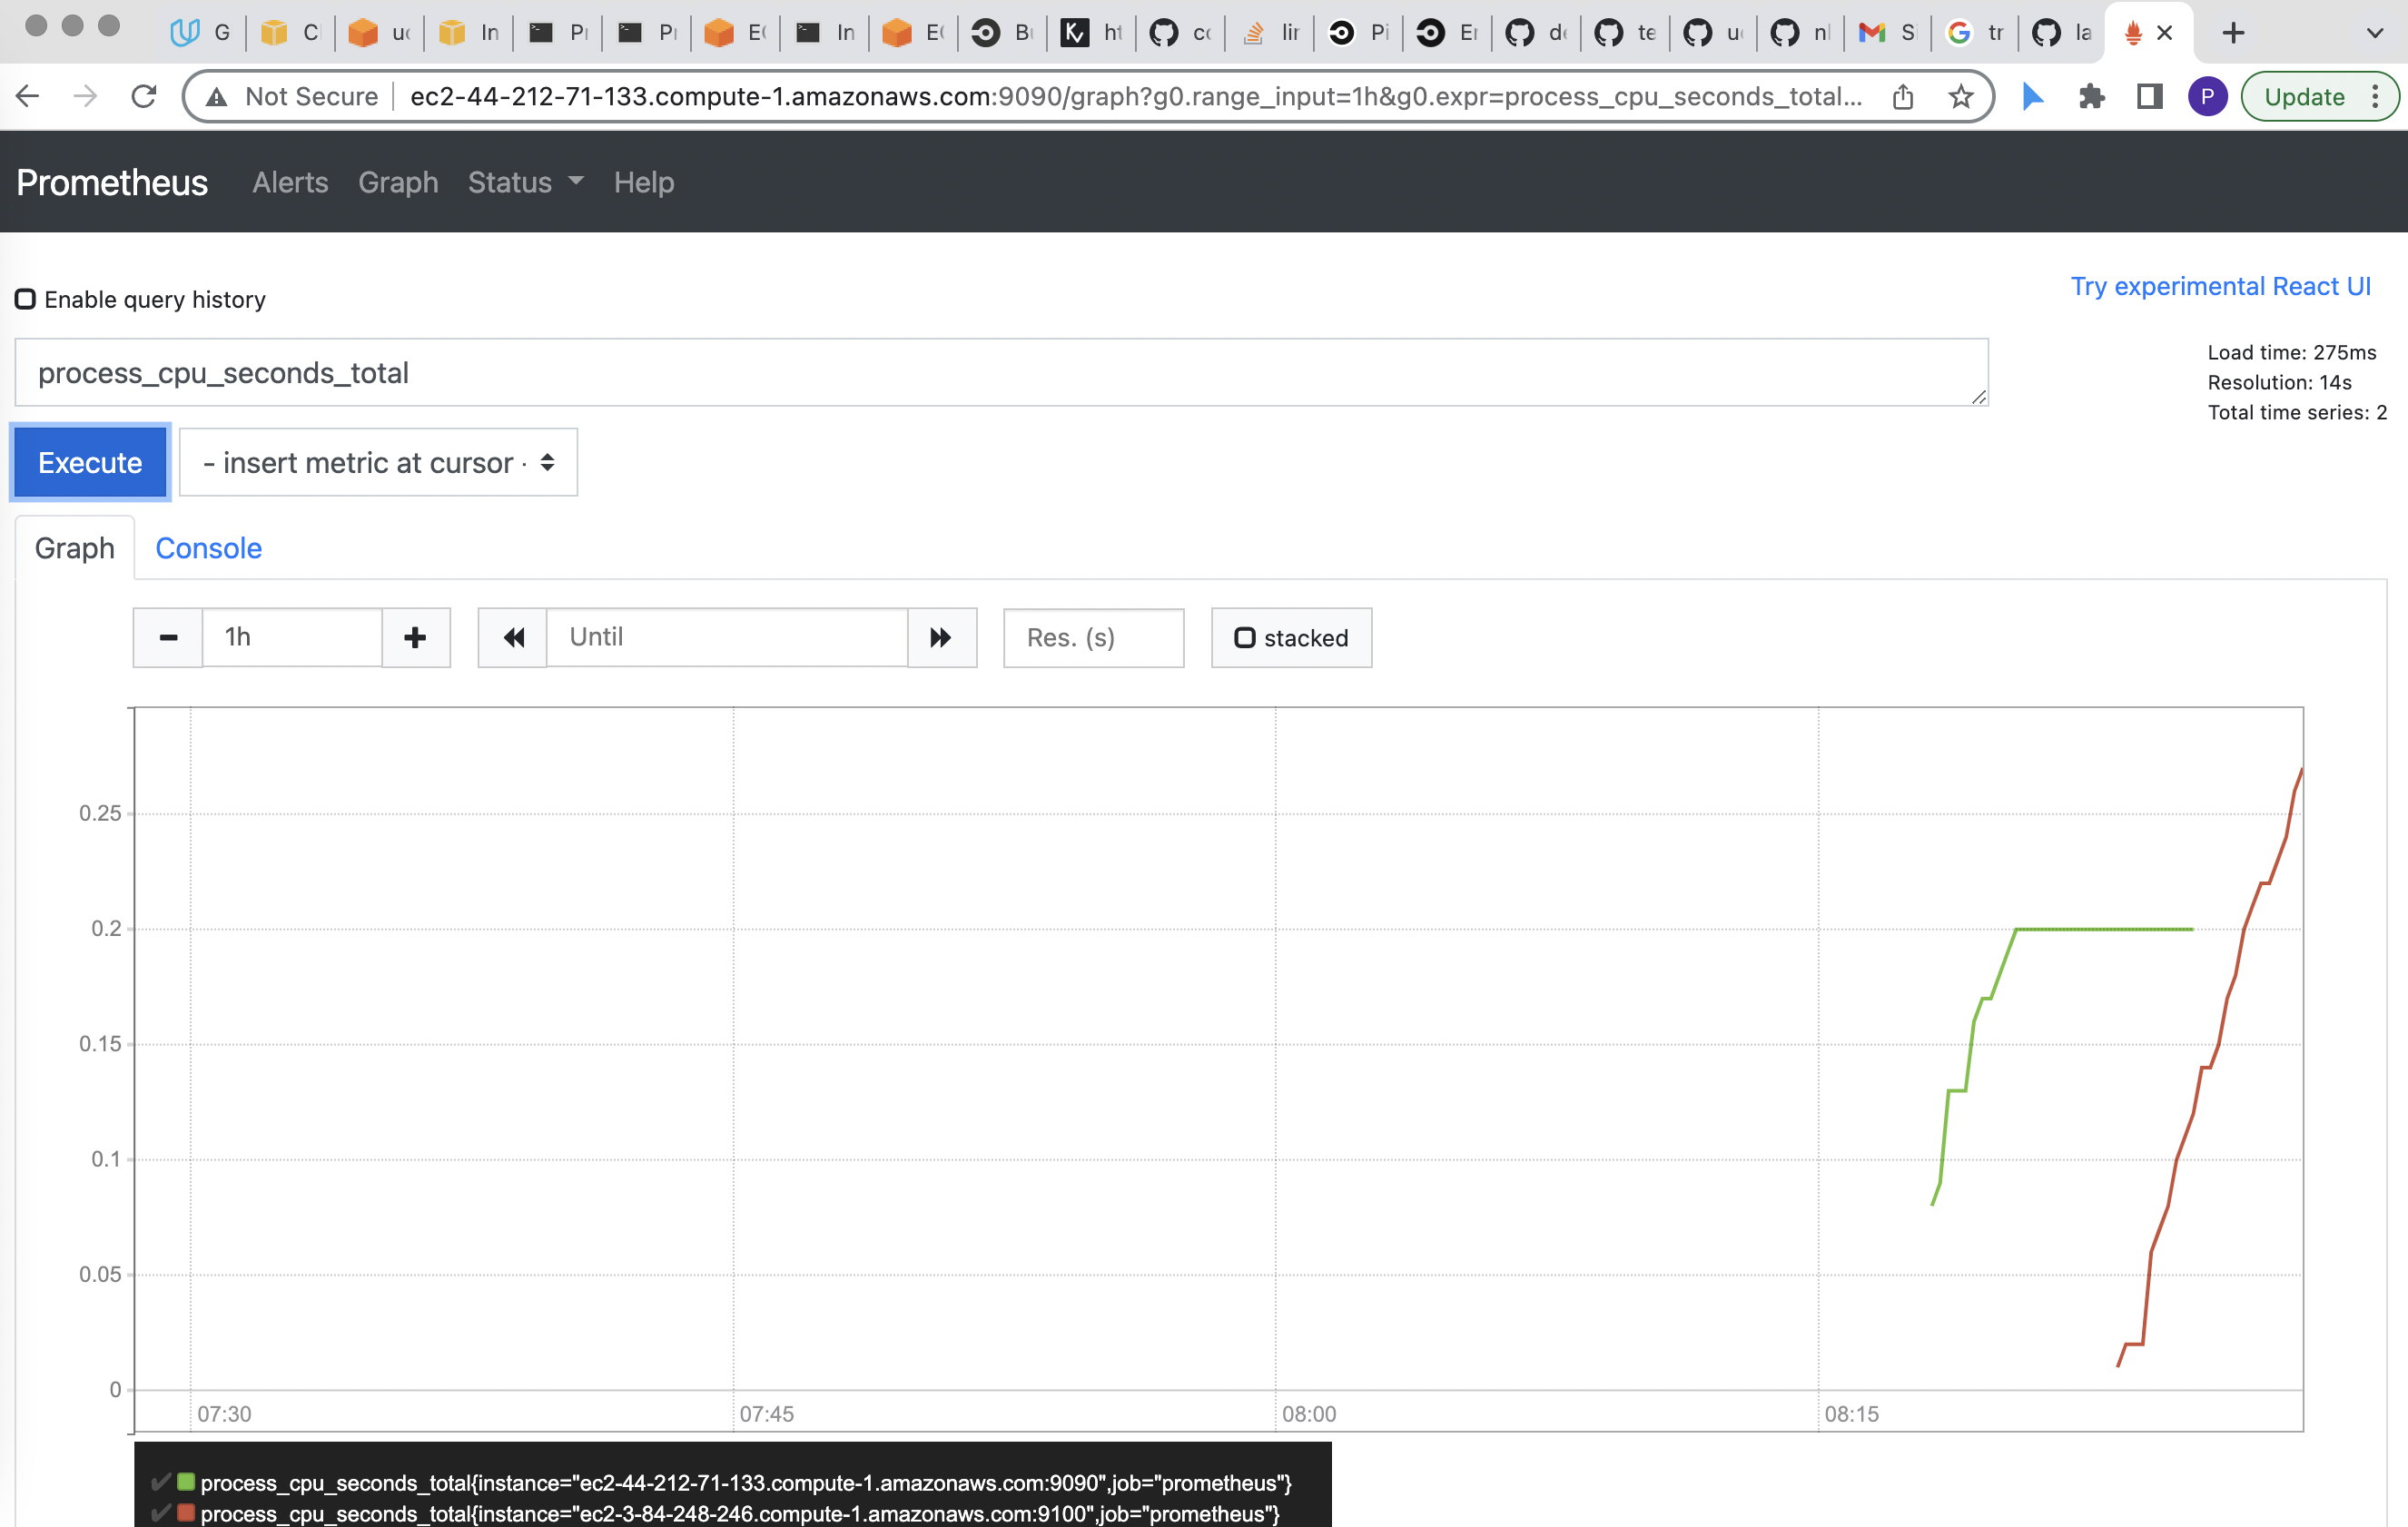 G
C
In
In
B
Pi
S
tr
la
Not Secure
ec2-44-212-71-133.compute-1.amazonaws.com:9090/graph?g0.range_input=1h&g0.expr=process_cpu_seconds_total...
P
Update
Prometheus
Alerts
Graph
Status
Help
Enable query history
Try experimental React UI
process_cpu_seconds_total
Load time: 275ms
Resolution: 14s
Total time series: 2
Execute
- insert metric at cursor -
Graph
Console
1h
Until
Res. (s)
stacked
0.25
0.2
0.15
0.1
0.05
0
07:30
07:45
08:00
08:15
process_cpu_seconds_total{instance="ec2-44-212-71-133.compute-1.amazonaws.com:9090",job="prometheus"}
process_cpu_seconds_total{instance="ec2-3-84-248-246.compute-1.amazonaws.com:9100",job="prometheus"}